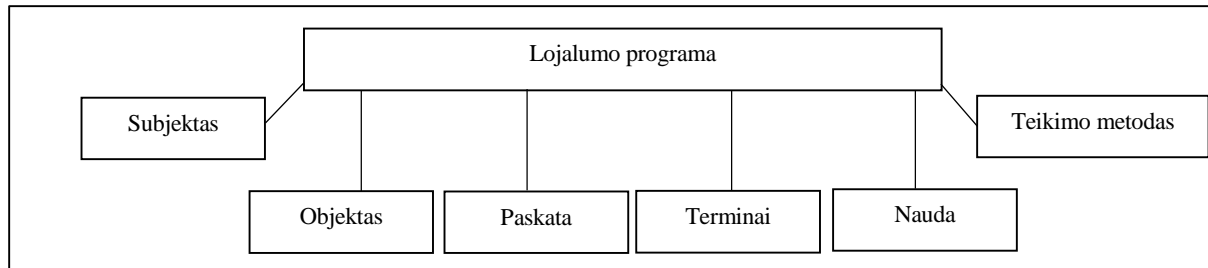 Lojalumo programa
Subjektas
Teikimo metodas
Objektas
Paskata
Terminai
Nauda